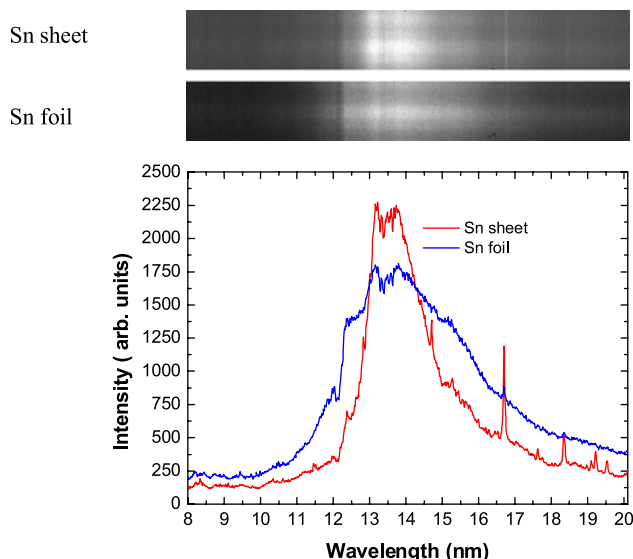 Sn sheet
Sn foil
2500
2250
2000
1750
1500
1250
1000
750
500
250
0
Intensity ( arb. units)
Sn sheet
Sn foil
8 9 10 11 12 13 14 15 16 17 18 19 20
Wavelength (nm)